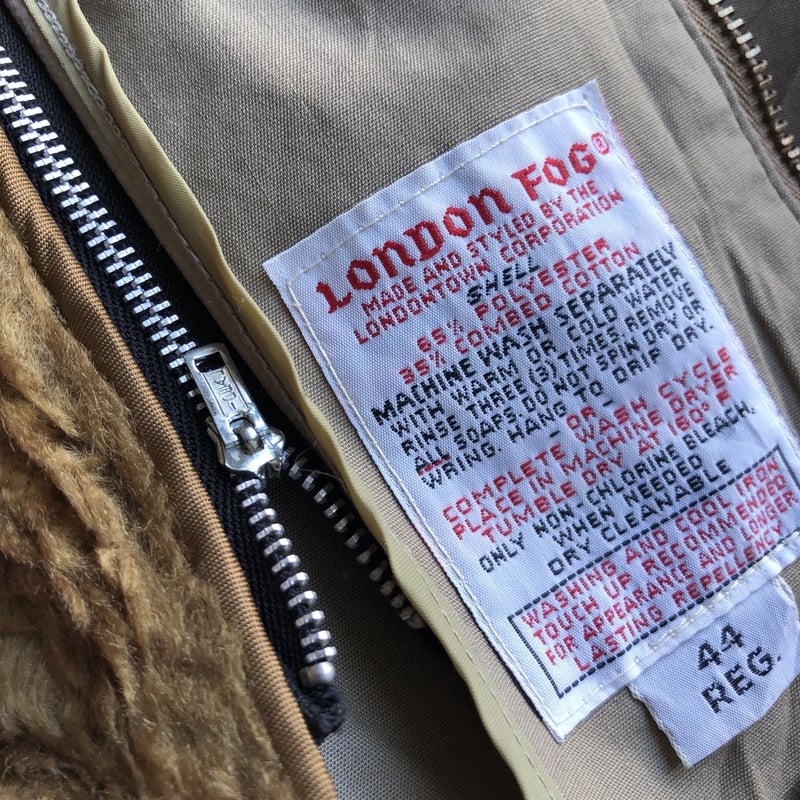 LONDON FOG®
MADE AND STYLED BY THE
LONDONTOWN CORPORATION
SHELL
65% POLYESTER
35% COMBED COTTON
MACHINE WASH SEPARATELY
WITH WARM OR COLD WATER
RINSE THREE (3) TIMES. REMOVE
ALL SOAPS. DO NOT SPIN DRY OR
WRING. HANG TO DRIP DRY.
- OR -
COMPLETE WASH CYCLE
PLACE IN MACHINE DRYER
TUMBLE DRY AT 160° F
ONLY NON-CHLORINE BLEACH.
WHEN NEEDED
DRY CLEANABLE
WASHING AND COOL IRON
TOUCH UP RECOMMENDED
FOR APPEARANCE AND LONGER
LASTING REPELLENCY
44
REG.